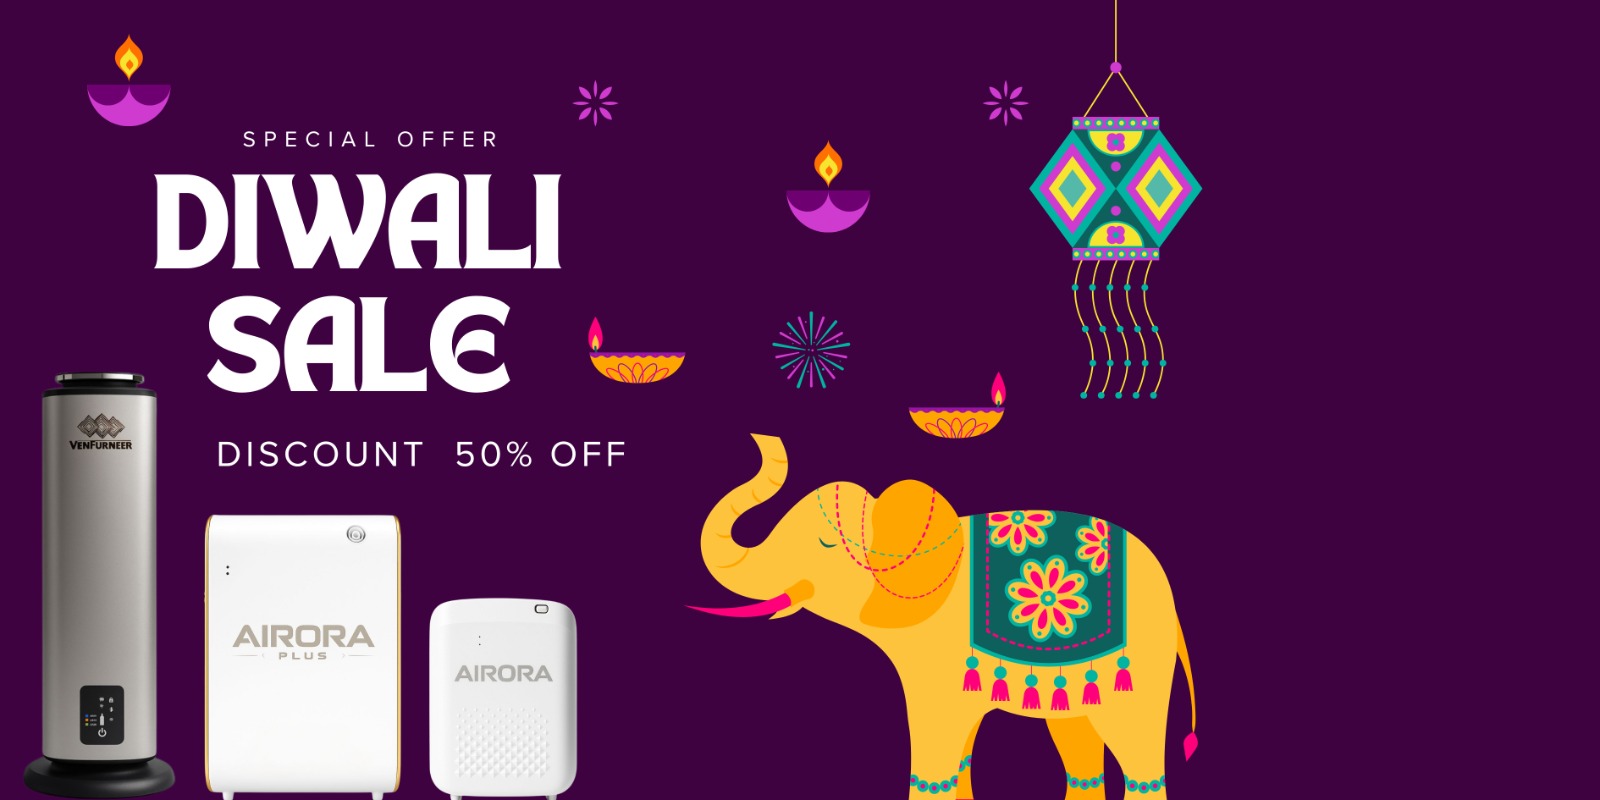 SPECIAL OFFER
DIWALI
SALE
DISCOUNT 50% OFF
VENFURNEER
AIRORA
PLUS
AIRORA